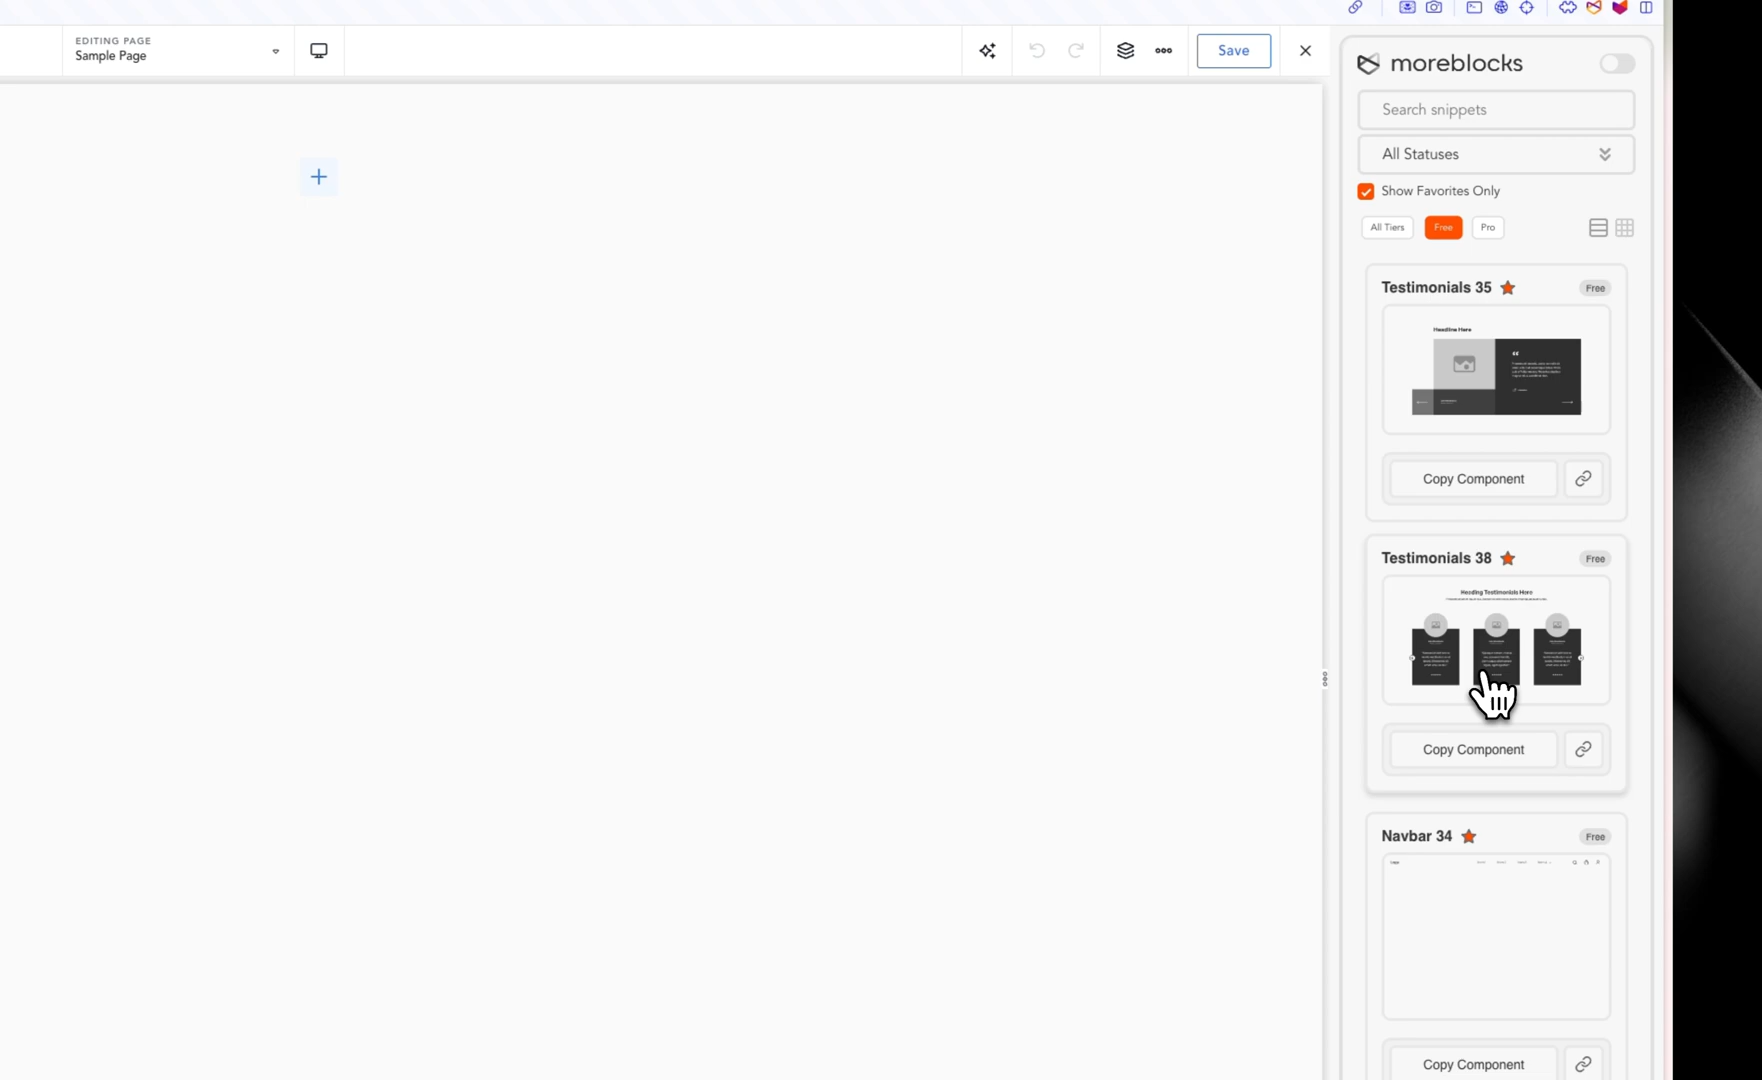 EDITING PAGE
Sample Page
Save
moreblocks
Search snippets
All Statuses
Show Favorites Only
All Tiers
Free
Pro
Testimonials 35
Free
Headline Here
Copy Component
Testimonials 38
Free
Heading Testimonials Here
Copy Component
Navbar 34
Free
Copy Component